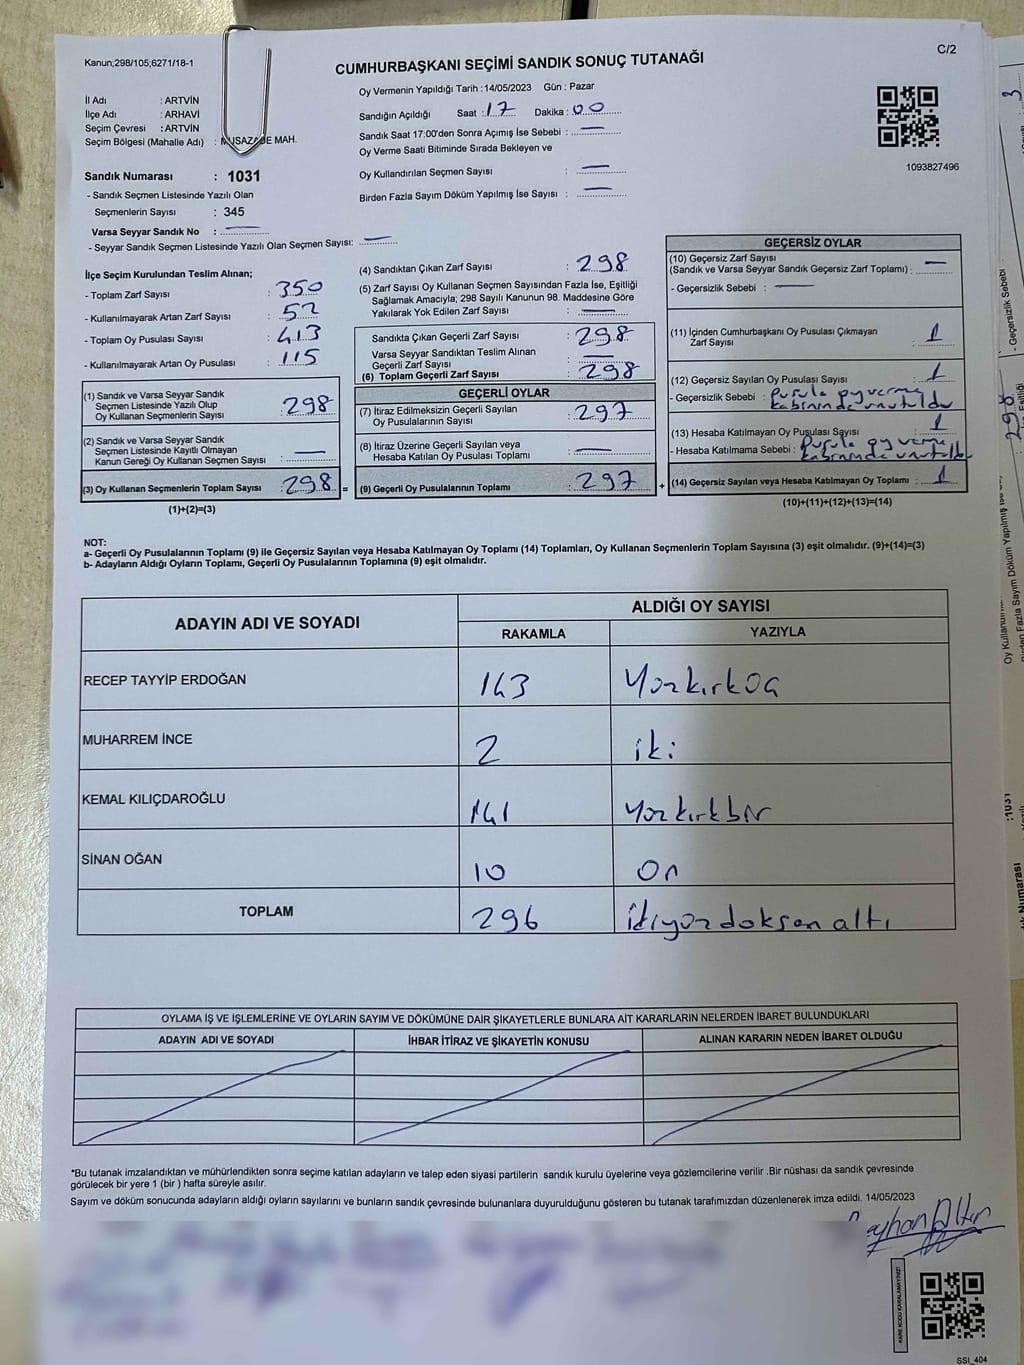 Kanun;298/105;6271/18-1
C/2
CUMHURBAŞKANI SEÇİMİ SANDIK SONUÇ TUTANAĞI
Oy Vermenin Yapıldığı Tarih :14/05/2023 Gün : Pazar
İl Adı : ARTVİN
İlçe Adı : ARHAVİ
Seçim Çevresi : ARTVİN
Seçim Bölgesi (Mahalle Adı) : MUSAZADE MAH.
Sandığın Açıldığı Saat : 17 Dakika : 00
Sandık Saat 17:00'den Sonra Açımış İse Sebebi : —
Oy Verme Saati Bitiminde Sırada Bekleyen ve
Oy Kullandırılan Seçmen Sayısı : —
Birden Fazla Sayım Döküm Yapılmış İse Sayısı : —
1093827496
Sandık Numarası : 1031
- Sandık Seçmen Listesinde Yazılı Olan
Seçmenlerin Sayısı : 345
Varsa Seyyar Sandık No : —
- Seyyar Sandık Seçmen Listesinde Yazılı Olan Seçmen Sayısı: —
İlçe Seçim Kurulundan Teslim Alınan;
- Toplam Zarf Sayısı : 350
- Kullanılmayarak Artan Zarf Sayısı : 52
- Toplam Oy Pusulası Sayısı : 413
- Kullanılmayarak Artan Oy Pusulası : 115
(1) Sandık ve Varsa Seyyar Sandık
Seçmen Listesinde Yazılı Olup
Oy Kullanan Seçmenlerin Sayısı : 298
(2) Sandık ve Varsa Seyyar Sandık
Seçmen Listesinde Kayıtlı Olmayan
Kanun Gereği Oy Kullanan Seçmen Sayısı : —
(3) Oy Kullanan Seçmenlerin Toplam Sayısı : 298 =
(1)+(2)=(3)
(4) Sandıktan Çıkan Zarf Sayısı : 298
(5) Zarf Sayısı Oy Kullanan Seçmen Sayısından Fazla İse, Eşitliği
Sağlamak Amacıyla; 298 Sayılı Kanunun 98. Maddesine Göre
Yakılarak Yok Edilen Zarf Sayısı : —
Sandıkta Çıkan Geçerli Zarf Sayısı : 298
Varsa Seyyar Sandıktan Teslim Alınan
Geçerli Zarf Sayısı : —
(6) Toplam Geçerli Zarf Sayısı : 298
GEÇERLİ OYLAR
(7) İtiraz Edilmeksizin Geçerli Sayılan
Oy Pusulalarının Sayısı : 297
(8) İtiraz Üzerine Geçerli Sayılan veya
Hesaba Katılan Oy Pusulası Toplamı : —
(9) Geçerli Oy Pusulalarının Toplamı : 297 +
GEÇERSİZ OYLAR
(10) Geçersiz Zarf Sayısı
(Sandık ve Varsa Seyyar Sandık Geçersiz Zarf Toplamı) : —
- Geçersizlik Sebebi : —
(11) İçinden Cumhurbaşkanı Oy Pusulası Çıkmayan
Zarf Sayısı : 1
(12) Geçersiz Sayılan Oy Pusulası Sayısı : 1
- Geçersizlik Sebebi : pusula oy verme
kabininde unutuldu
(13) Hesaba Katılmayan Oy Pusulası Sayısı : 1
- Hesaba Katılmama Sebebi : Pusula oy verme
kabininde unutuldu
(14) Geçersiz Sayılan veya Hesaba Katılmayan Oy Toplamı : 1
(10)+(11)+(12)+(13)=(14)
NOT:
a- Geçerli Oy Pusulalarının Toplamı (9) ile Geçersiz Sayılan veya Hesaba Katılmayan Oy Toplamı (14) Toplamları, Oy Kullanan Seçmenlerin Toplam Sayısına (3) eşit olmalıdır. (9)+(14)=(3)
b- Adayların Aldığı Oyların Toplamı, Geçerli Oy Pusulalarının Toplamına (9) eşit olmalıdır.
ADAYIN ADI VE SOYADI
ALDIĞI OY SAYISI
RAKAMLA YAZIYLA
RECEP TAYYİP ERDOĞAN 143 Yüzkırküç
MUHARREM İNCE 2 iki
KEMAL KILIÇDAROĞLU 141 Yüzkırkbir
SİNAN OĞAN 10 On
TOPLAM 296 ikiyüzdoksan altı
OYLAMA İŞ VE İŞLEMLERİNE VE OYLARIN SAYIM VE DÖKÜMÜNE DAİR ŞİKAYETLERLE BUNLARA AİT KARARLARIN NELERDEN İBARET BULUNDUKLARI
ADAYIN ADI VE SOYADI İHBAR İTİRAZ VE ŞİKAYETİN KONUSU ALINAN KARARIN NEDEN İBARET OLDUĞU
*Bu tutanak imzalandıktan ve mühürlendikten sonra seçime katılan adayların ve talep eden siyasi partilerin sandık kurulu üyelerine veya gözlemcilerine verilir .Bir nüshası da sandık çevresinde
görülecek bir yere 1 (bir ) hafta süreyle asılır.
Sayım ve döküm sonucunda adayların aldığı oyların sayılarını ve bunların sandık çevresinde bulunanlara duyurulduğunu gösteren bu tutanak tarafımızdan düzenlenerek imza edildi. 14/05/2023
KARE KODU KARALAMAYINIZ!
SSİ_404
- Geçersizlik Sebebi
298
:1031